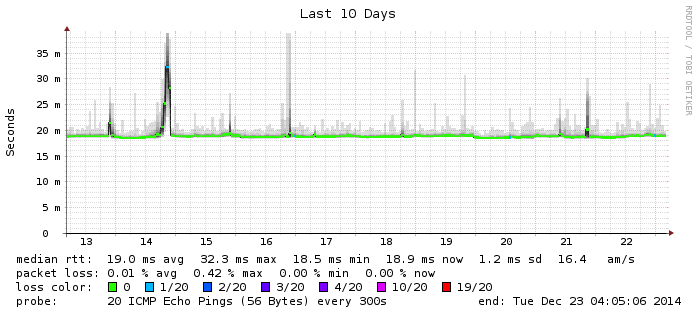 Last 10 Days
RRDTOOL / TOBI OETIKER
Seconds
35 m
30 m
25 m
20 m
15 m
10 m
5 m
0
13 14 15 16 17 18 19 20 21 22
median rtt: 19.0 ms avg 32.3 ms max 18.5 ms min 18.9 ms now 1.2 ms sd 16.4 am/s
packet loss: 0.01 % avg 0.42 % max 0.00 % min 0.00 % now
loss color: 0 1/20 2/20 3/20 4/20 10/20 19/20
probe: 20 ICMP Echo Pings (56 Bytes) every 300s end: Tue Dec 23 04:05:06 2014